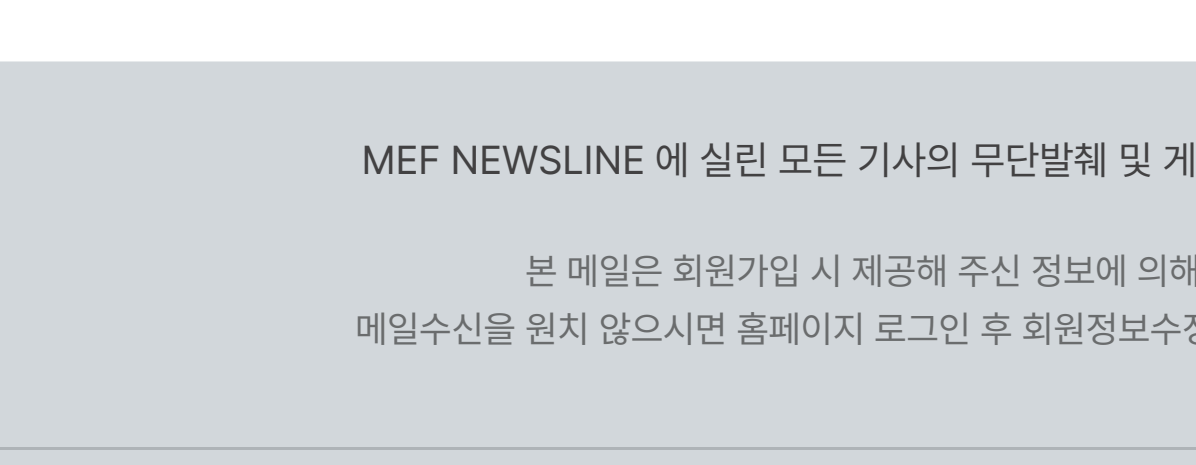 MEF NEWSLINE 에 실린 모든 기사의 무단발췌 및 게
본 메일은 회원가입 시 제공해 주신 정보에 의해
메일수신을 원치 않으시면 홈페이지 로그인 후 회원정보수정